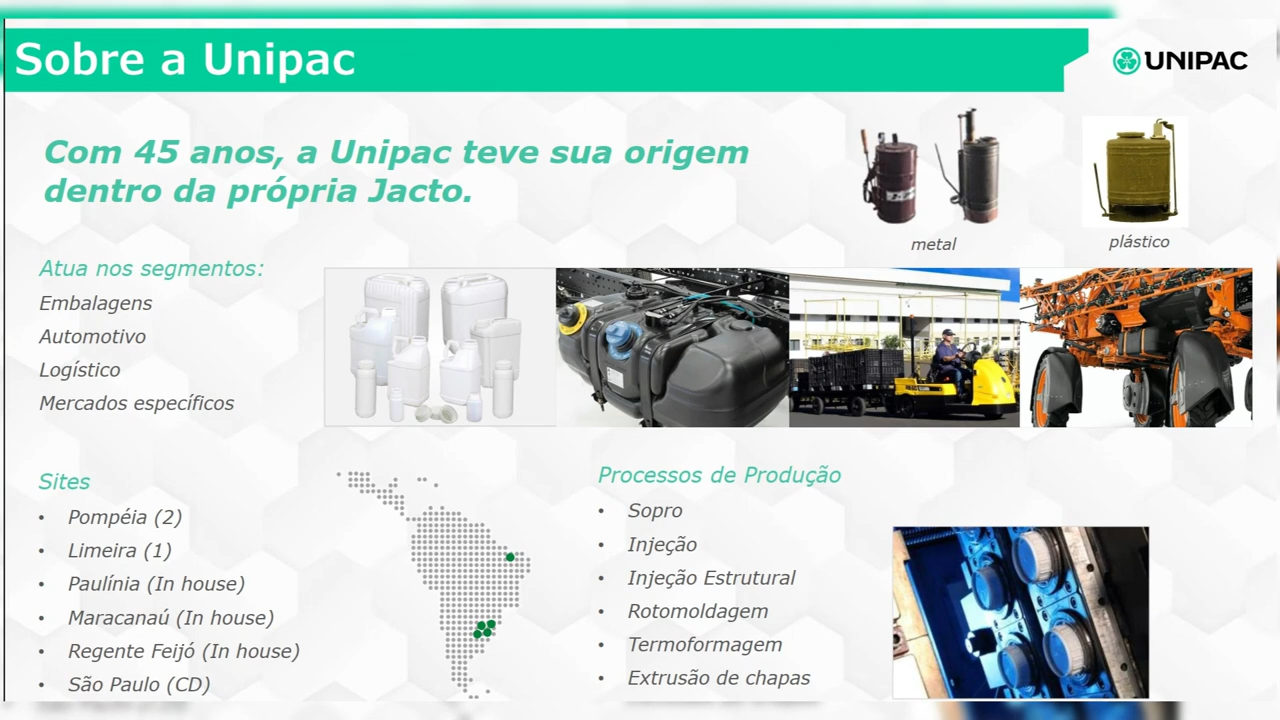 Sobre a Unipac
UNIPAC
Com 45 anos, a Unipac teve sua origem
dentro da própria Jacto.
metal
plástico
Atua nos segmentos:
Embalagens
Automotivo
Logístico
Mercados específicos
Sites
• Pompéia (2)
• Limeira (1)
• Paulínia (In house)
• Maracanaú (In house)
• Regente Feijó (In house)
• São Paulo (CD)
Processos de Produção
• Sopro
• Injeção
• Injeção Estrutural
• Rotomoldagem
• Termoformagem
• Extrusão de chapas